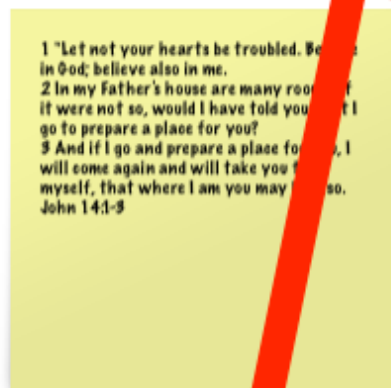 1 "Let not your hearts be troubled.
in God; believe also in me.
2 In my Father's house are many
it were not so, would I have told you I
go to prepare a place for you?
3 And if I go and prepare a place I
will come again and will take you
myself, that where I am you may
John 14:1-3